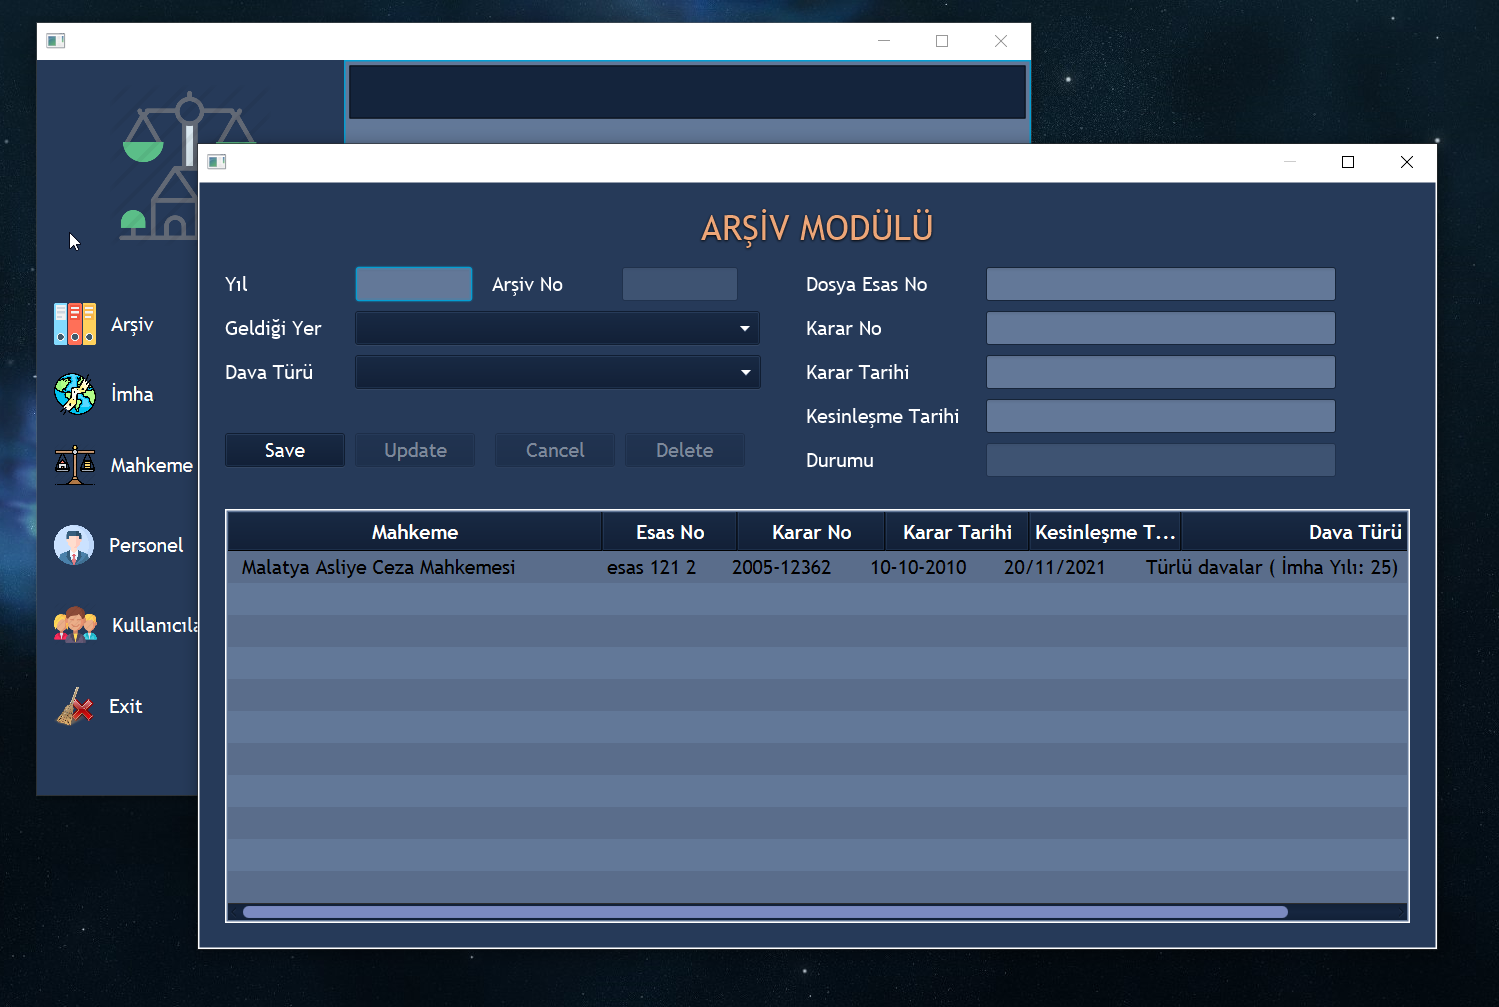 Arşiv
İmha
Mahkeme
Personel
Exit
ARŞİV MODÜLÜ
Yıl
Arşiv No
Dosya Esas No
Geldiği Yer
Karar No
Dava Türü
Karar Tarihi
Kesinleşme Tarihi
Save Update Cancel Delete
Durumu
Mahkeme Esas No Karar No Karar Tarihi Kesinleşme T... Dava Türü
Malatya Asliye Ceza Mahkemesi esas 121 2 2005-12362 10-10-2010 20/11/2021 Türlü davalar ( İmha Yılı: 25)